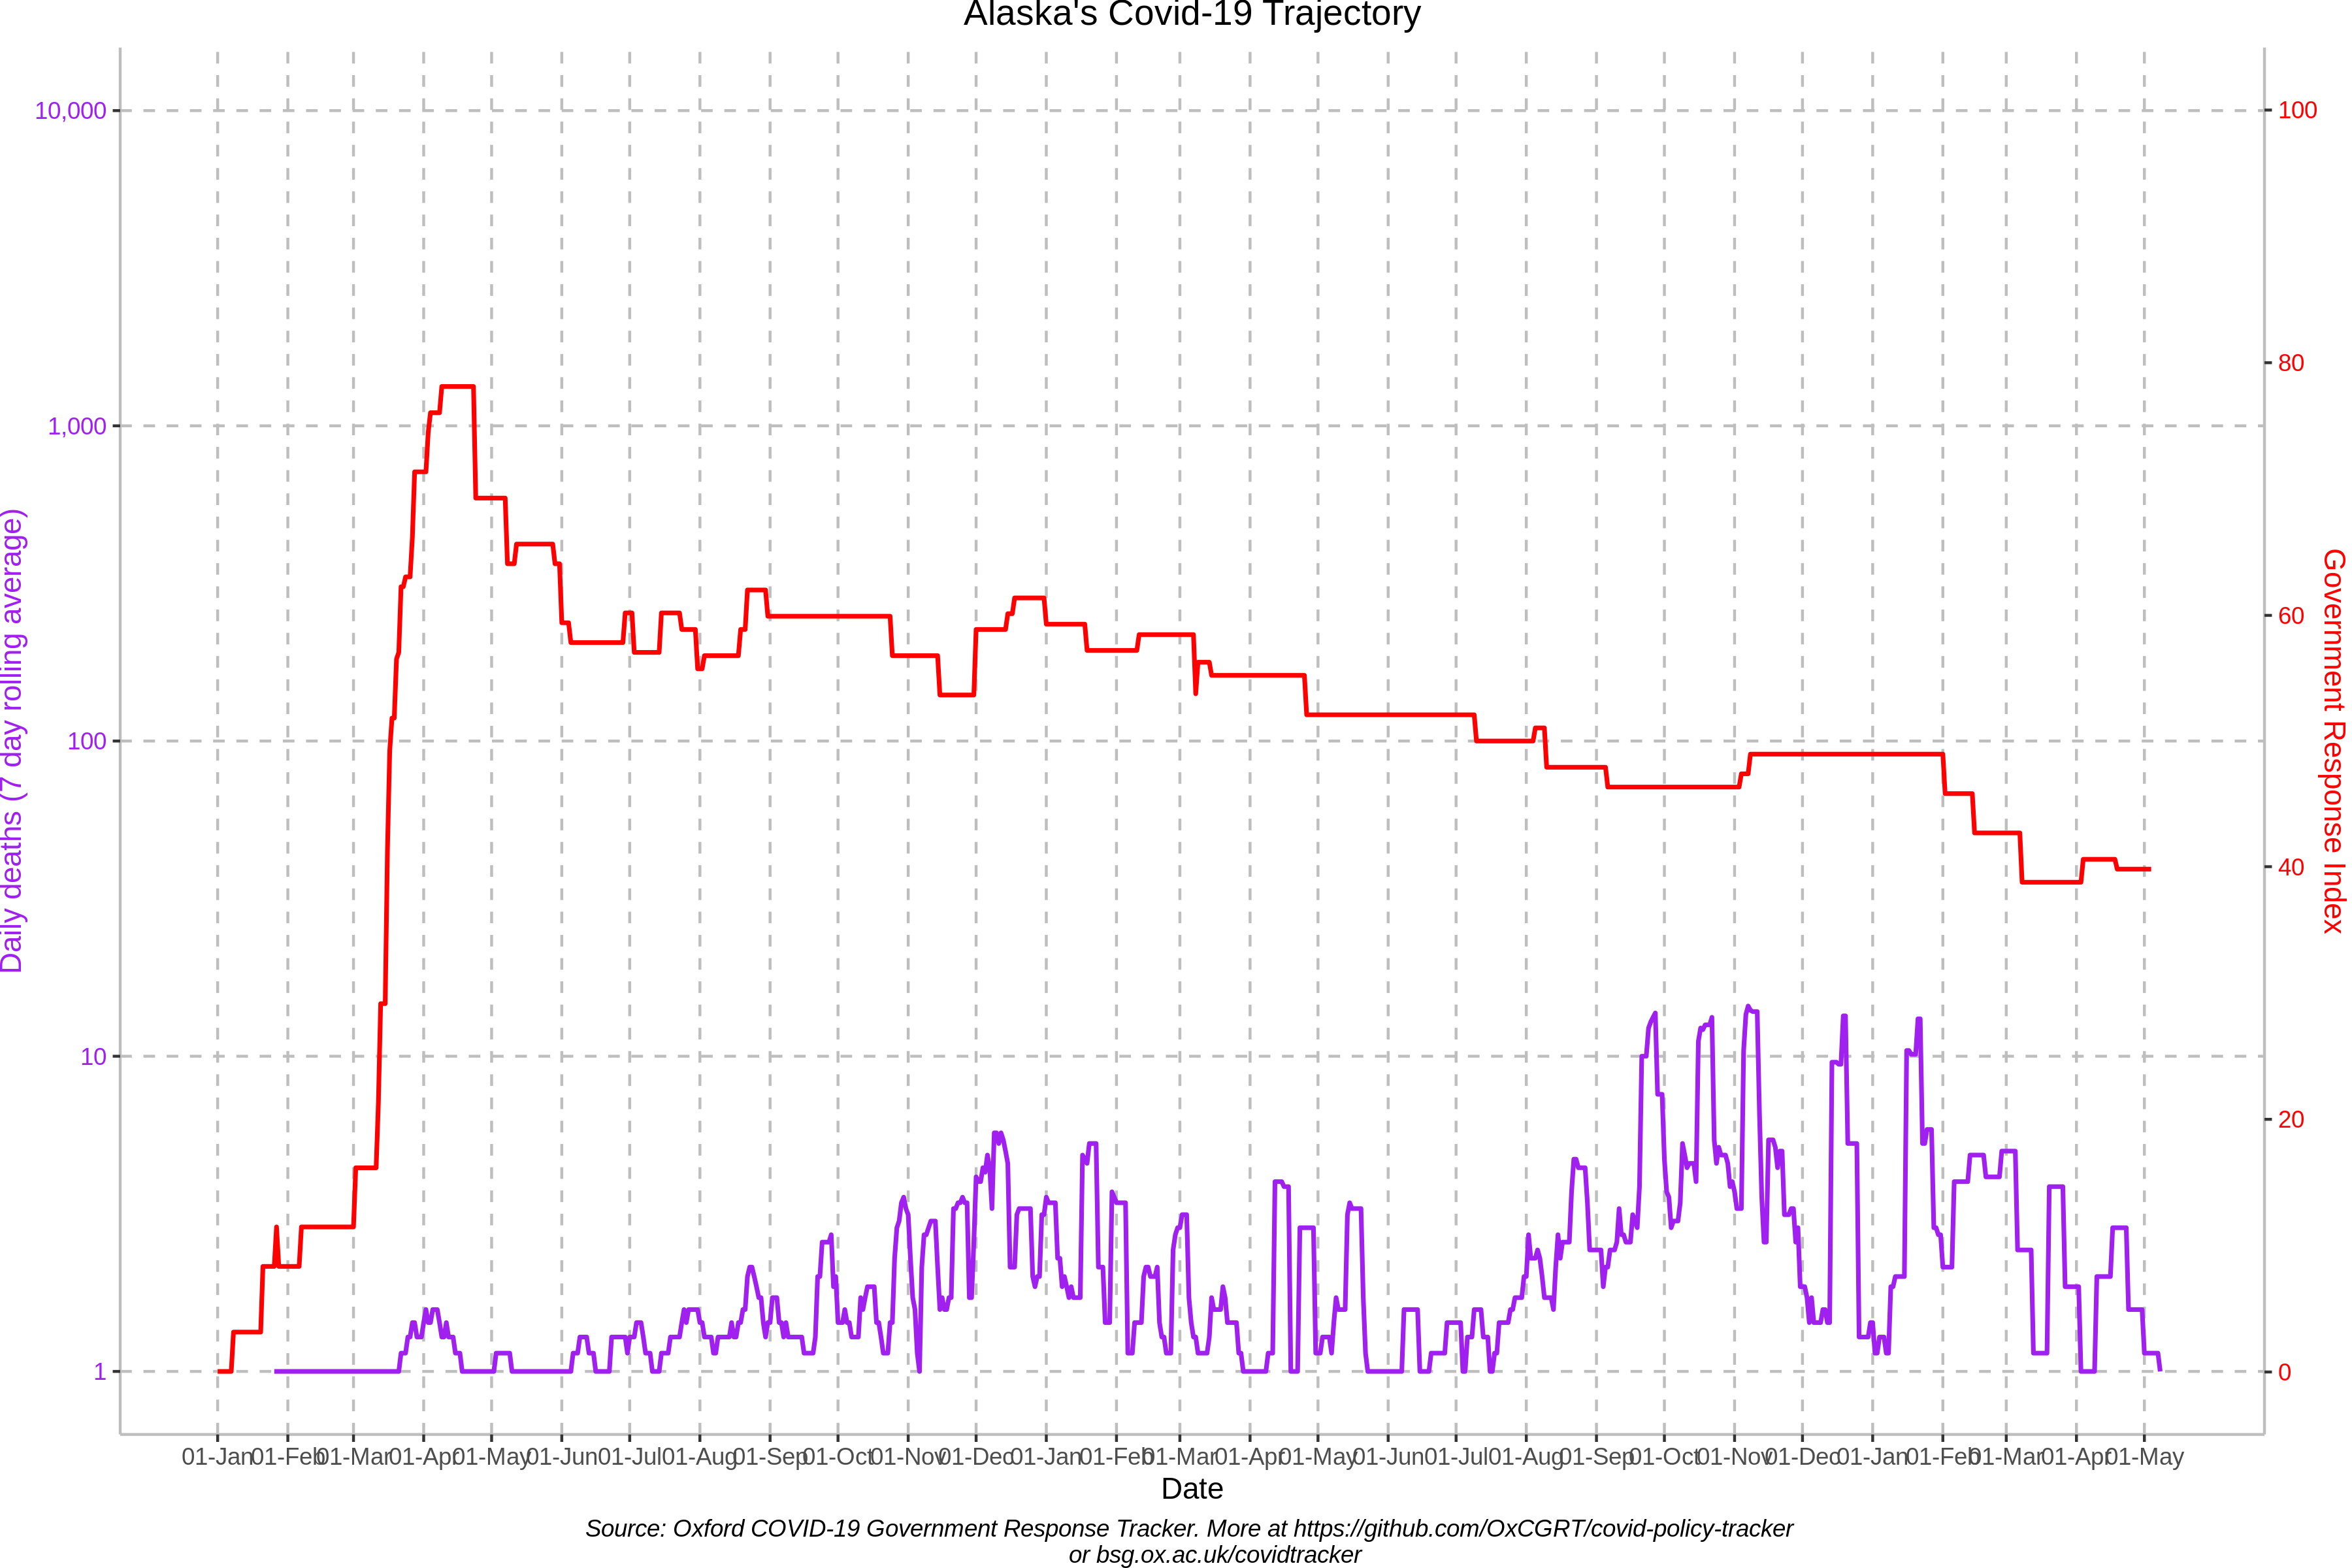 Alaska's Covid-19 Trajectory
10,000
1,000
100
10
1
Daily deaths (7 day rolling average)
100
80
60
40
20
0
Government Response Index
01-Jan 01-Feb 01-Mar 01-Apr 01-May 01-Jun 01-Jul 01-Aug 01-Sep 01-Oct 01-Nov 01-Dec 01-Jan 01-Feb 01-Mar 01-Apr 01-May 01-Jun 01-Jul 01-Aug 01-Sep 01-Oct 01-Nov 01-Dec 01-Jan 01-Feb 01-Mar 01-Apr 01-May
Date
Source: Oxford COVID-19 Government Response Tracker. More at https://github.com/OxCGRT/covid-policy-tracker
or bsg.ox.ac.uk/covidtracker